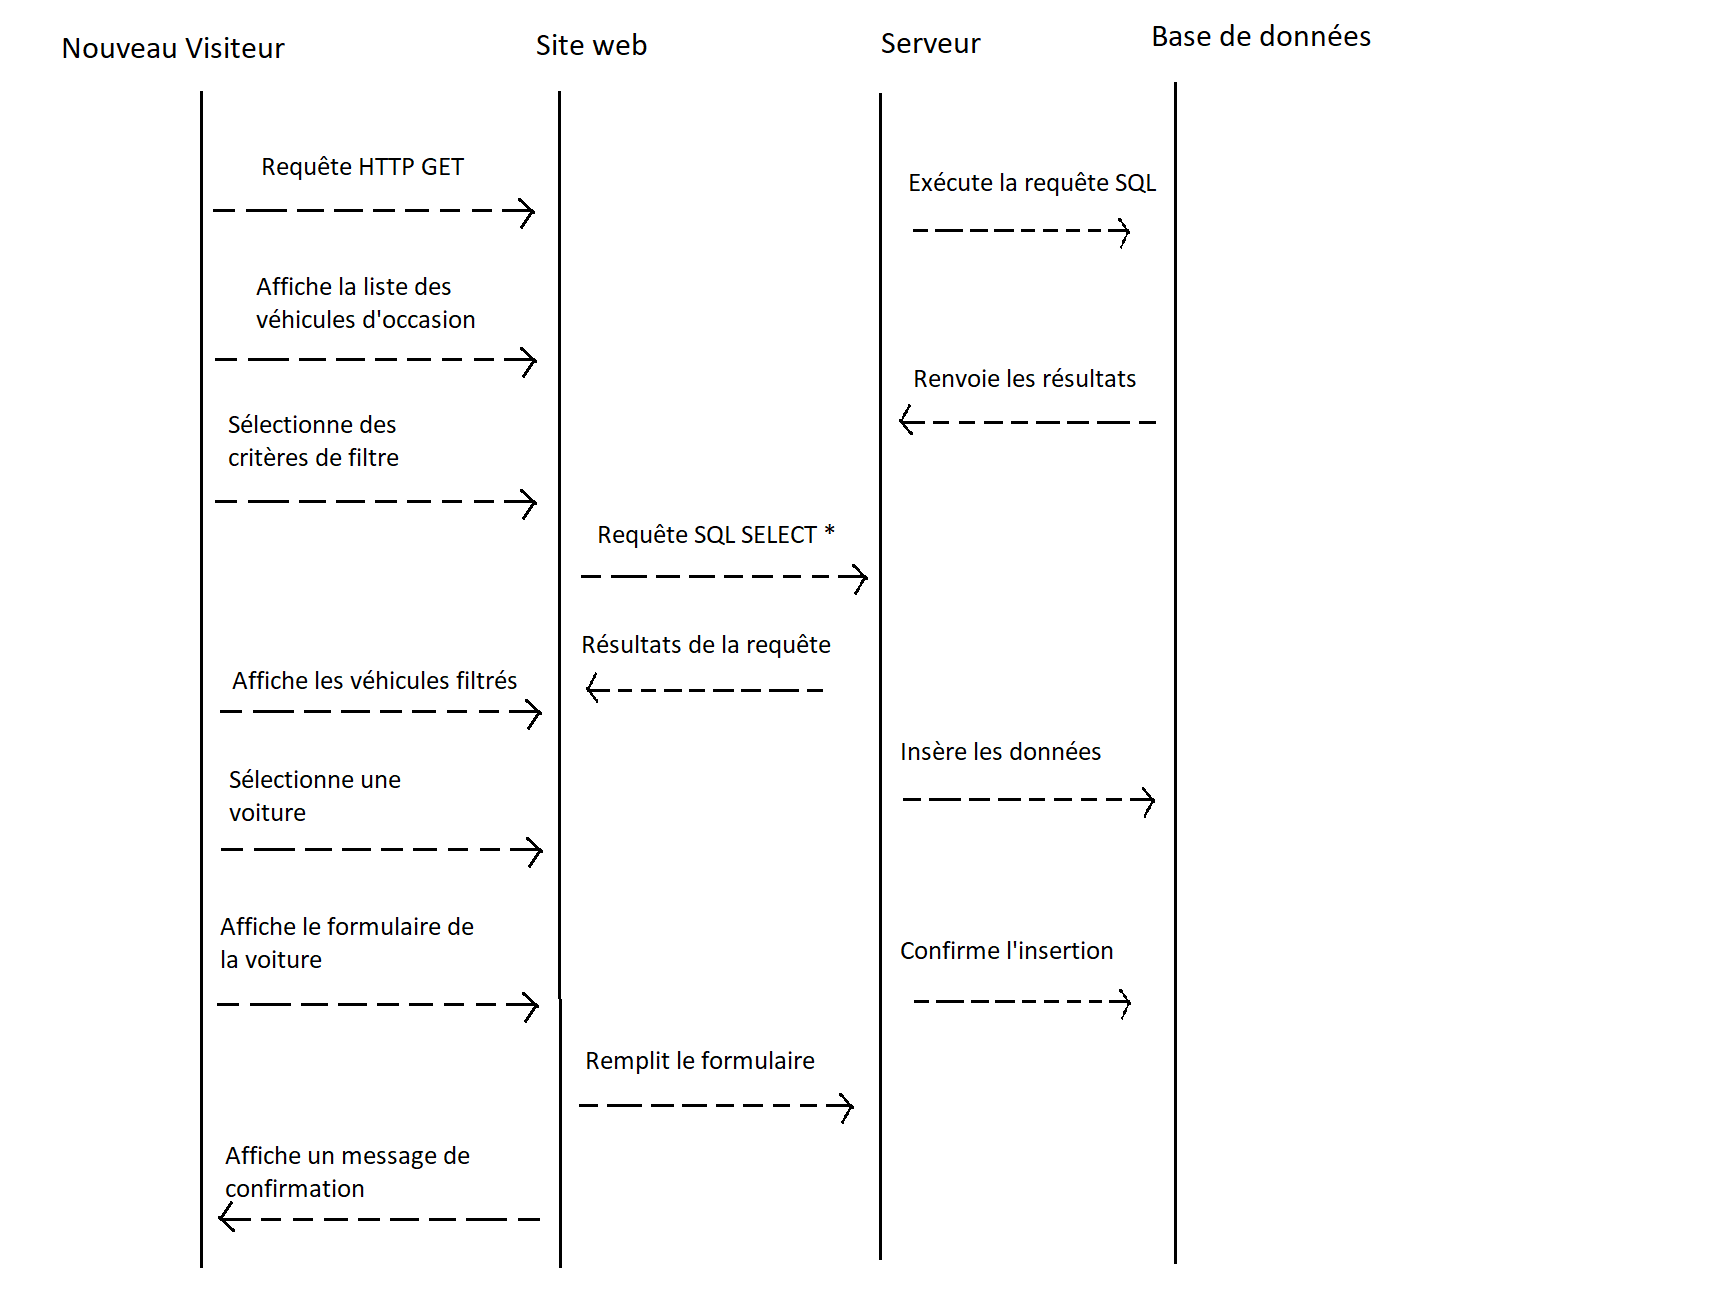 Nouveau Visiteur
Site web
Serveur
Base de données
Requête HTTP GET
Exécute la requête SQL
Affiche la liste des
véhicules d'occasion
Renvoie les résultats
Sélectionne des
critères de filtre
Requête SQL SELECT *
Résultats de la requête
Affiche les véhicules filtrés
Insère les données
Sélectionne une
voiture
Affiche le formulaire de
la voiture
Confirme l'insertion
Remplit le formulaire
Affiche un message de
confirmation